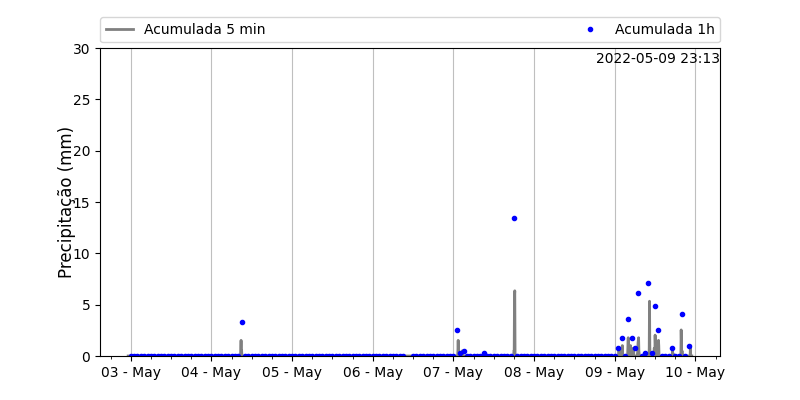 Acumulada 5 min
Acumulada 1h
2022-05-09 23:13
Precipitação (mm)
30
25
20
15
10
5
0
03 - May
04 - May
05 - May
06 - May
07 - May
08 - May
09 - May
10 - May